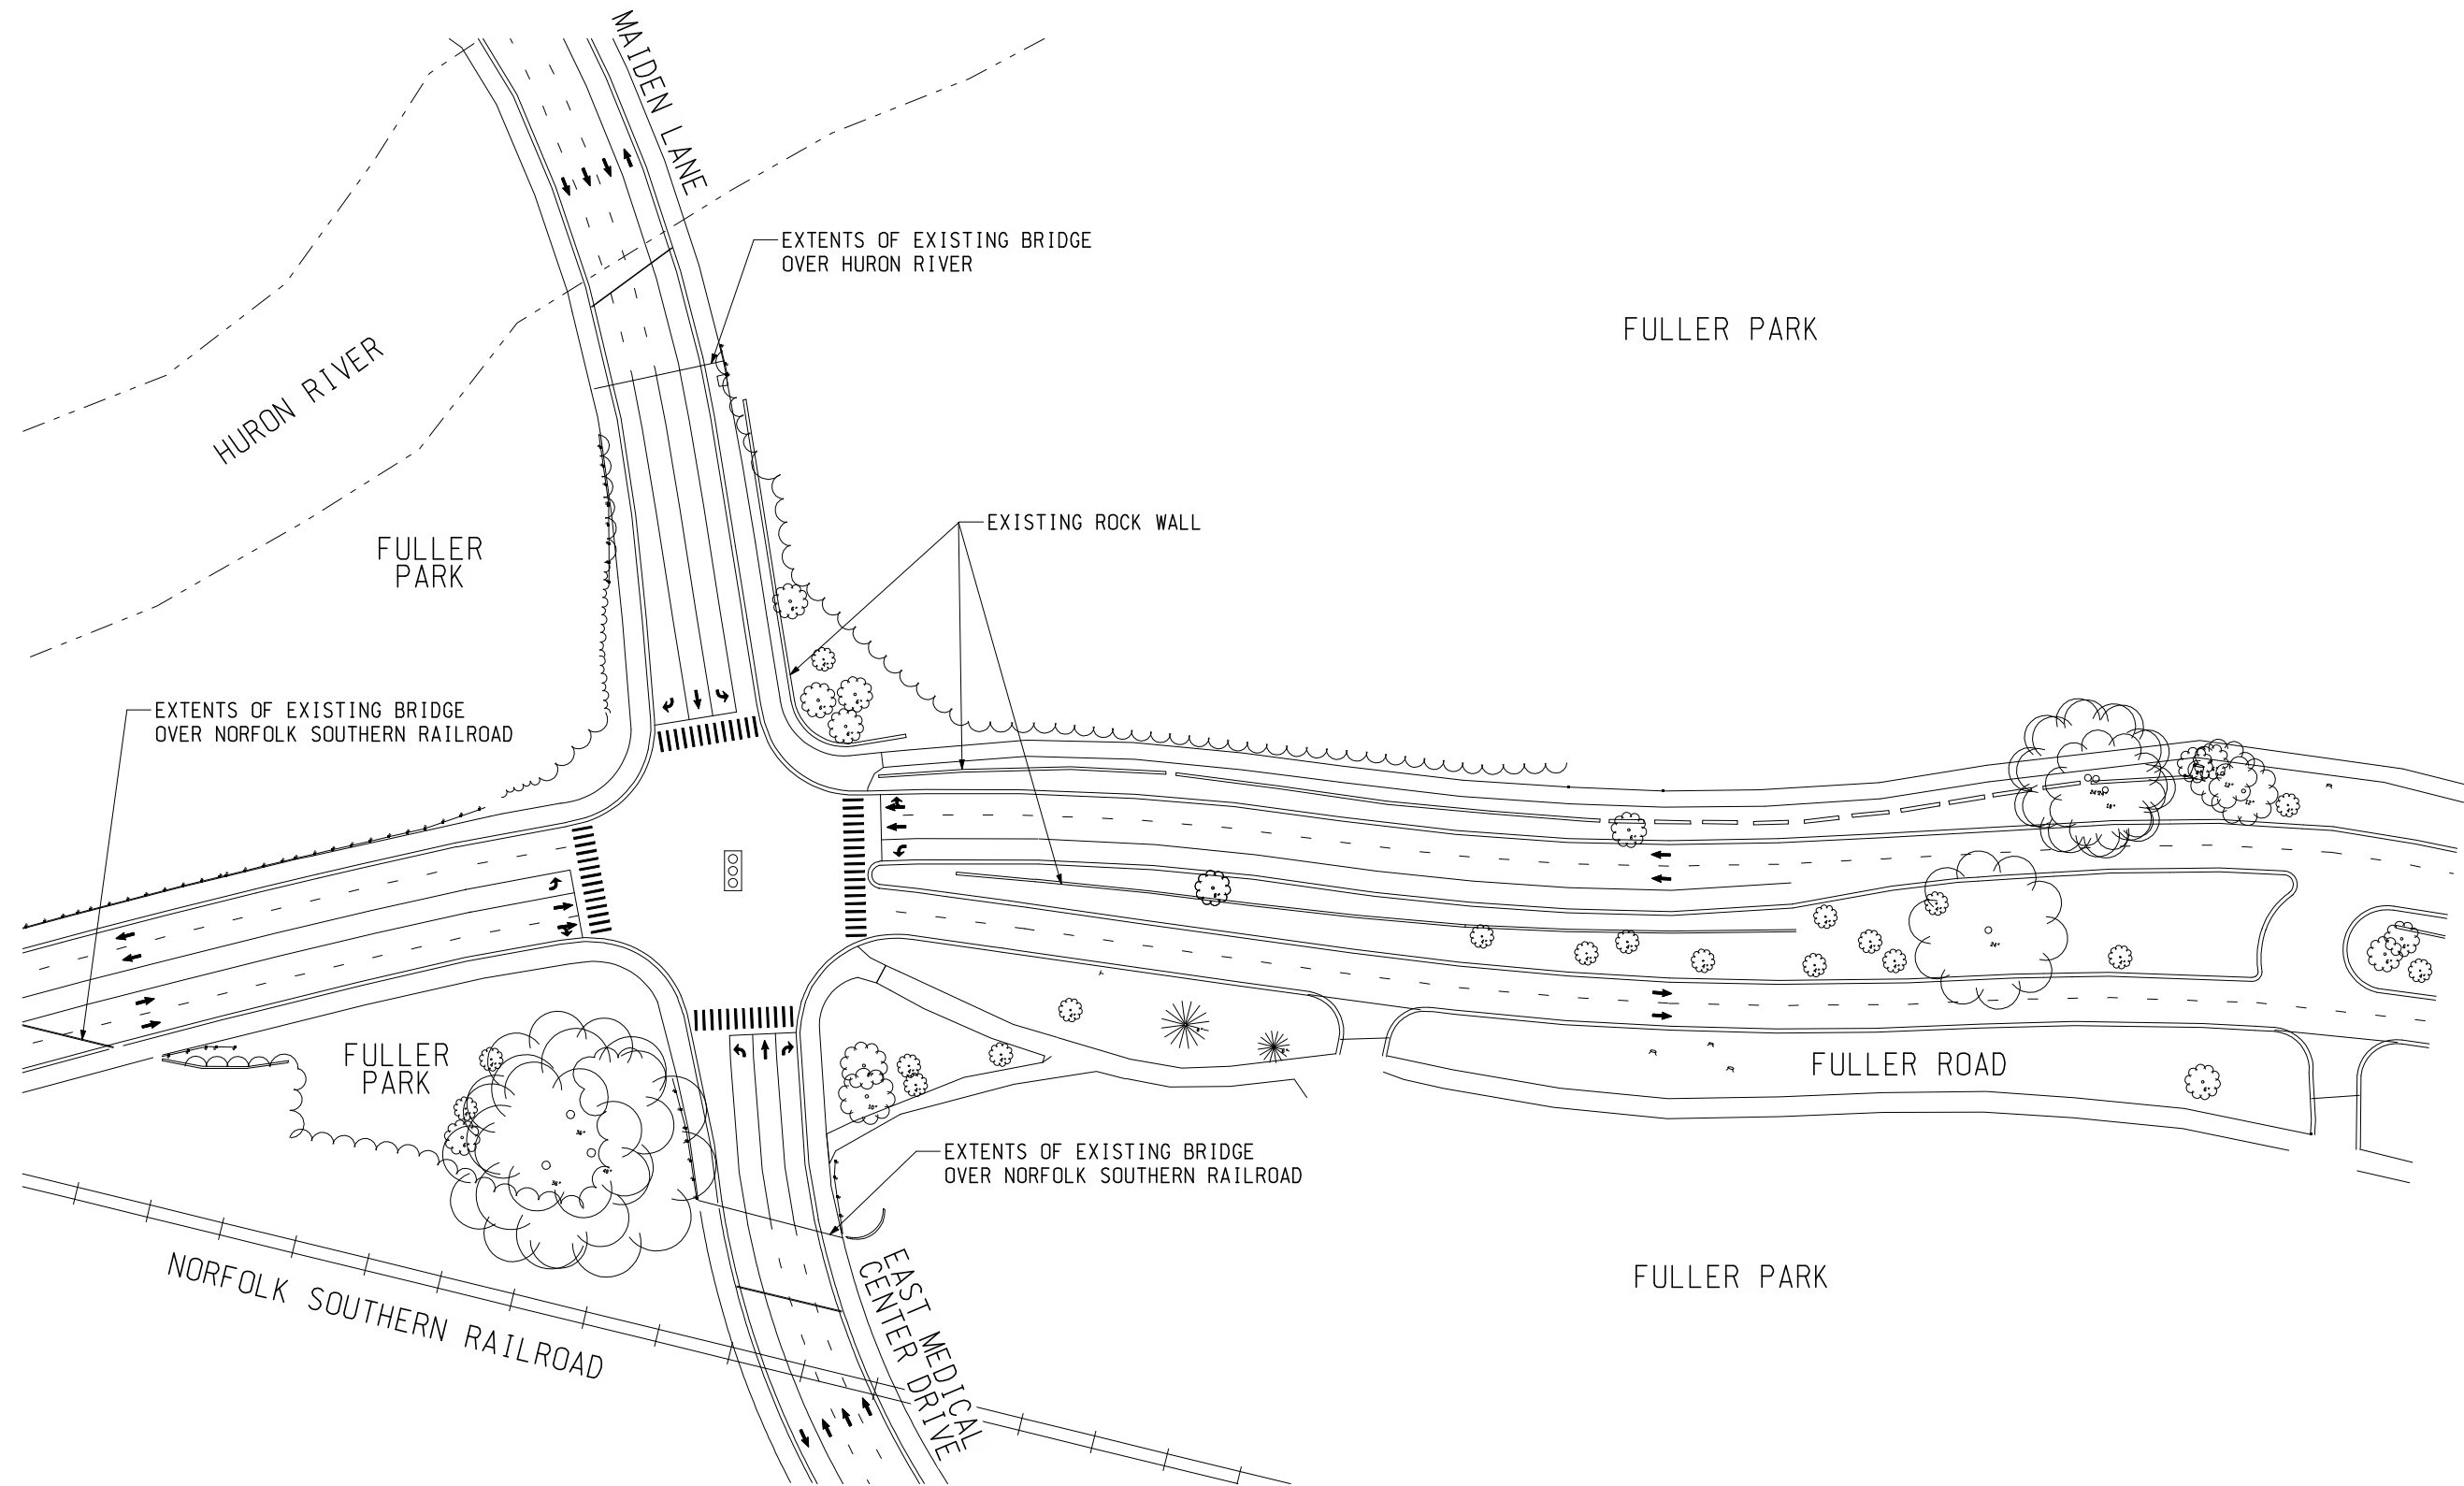 MAIDEN LANE
EXTENTS OF EXISTING BRIDGE
OVER HURON RIVER
FULLER PARK
HURON RIVER
EXISTING ROCK WALL
FULLER
PARK
EXTENTS OF EXISTING BRIDGE
OVER NORFOLK SOUTHERN RAILROAD
FULLER
PARK
FULLER ROAD
EXTENTS OF EXISTING BRIDGE
OVER NORFOLK SOUTHERN RAILROAD
NORFOLK SOUTHERN RAILROAD
EAST MEDICAL
CENTER DRIVE
FULLER PARK